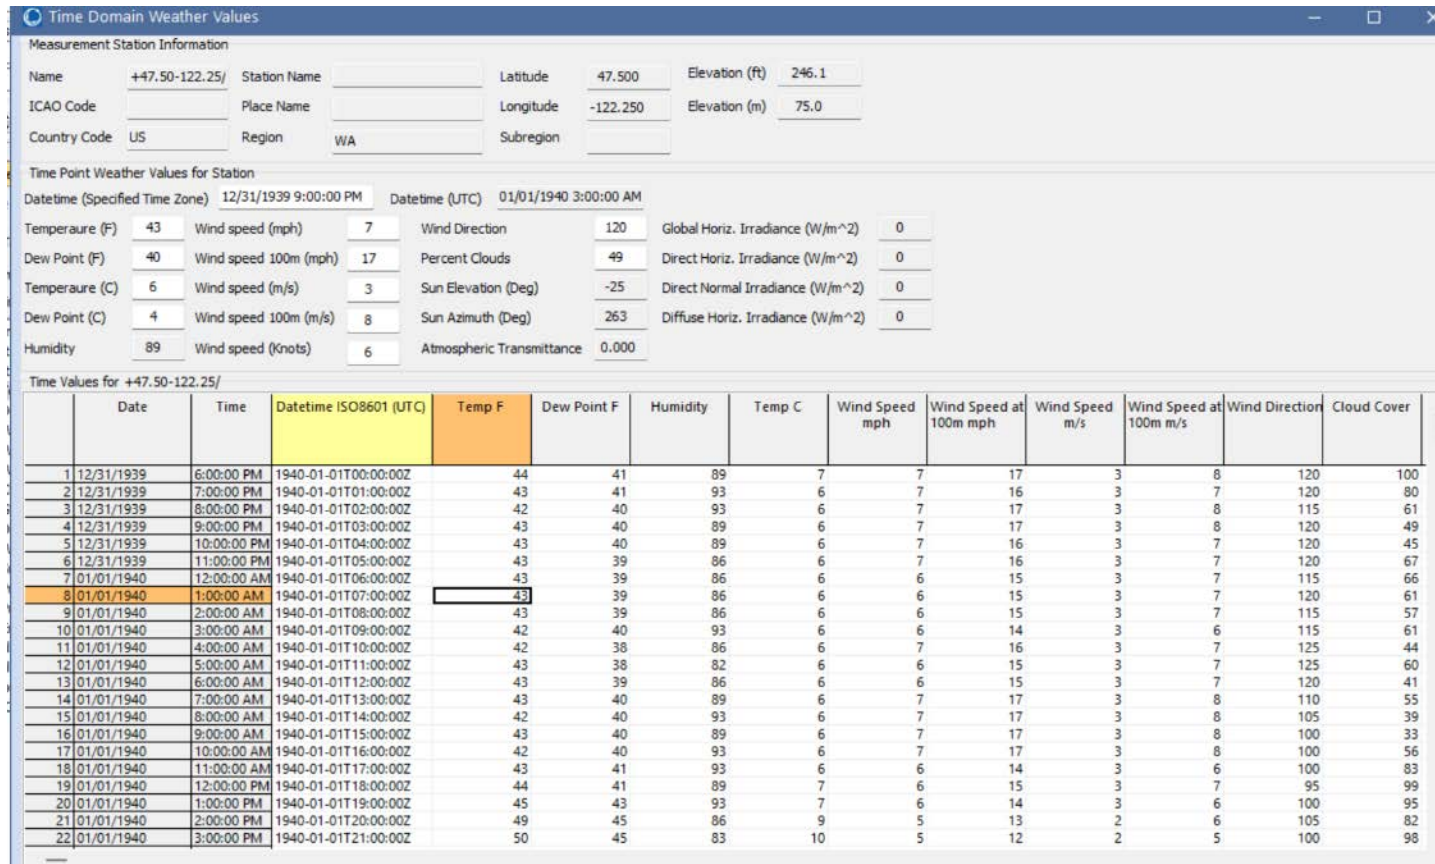 Time Domain Weather Values
Measurement Station Information
Name +47.50-122.25/ Station Name Latitude 47.500 Elevation (ft) 246.1
ICAO Code Place Name Longitude -122.250 Elevation (m) 75.0
Country Code US Region WA Subregion
Time Point Weather Values for Station
Datetime (Specified Time Zone) 12/31/1939 9:00:00 PM Datetime (UTC) 01/01/1940 3:00:00 AM
Temperaure (F) 43 Wind speed (mph) 7 Wind Direction 120 Global Horiz. Irradiance (W/m^2) 0
Dew Point (F) 40 Wind speed 100m (mph) 17 Percent Clouds 49 Direct Horiz. Irradiance (W/m^2) 0
Temperaure (C) 6 Wind speed (m/s) 3 Sun Elevation (Deg) -25 Direct Normal Irradiance (W/m^2) 0
Dew Point (C) 4 Wind speed 100m (m/s) 8 Sun Azimuth (Deg) 263 Diffuse Horiz. Irradiance (W/m^2) 0
Humidity 89 Wind speed (Knots) 6 Atmospheric Transmittance 0.000
Time Values for +47.50-122.25/
Date Time Datetime ISO8601 (UTC) Temp F Dew Point F Humidity Temp C Wind Speed Wind Speed at Wind Speed Wind Speed at Wind Direction Cloud Cover
mph 100m mph m/s 100m m/s
1 12/31/1939 6:00:00 PM 1940-01-01T00:00:00Z 44 41 89 7 7 17 3 8 120 100
2 12/31/1939 7:00:00 PM 1940-01-01T01:00:00Z 43 41 93 6 7 16 3 7 120 80
3 12/31/1939 8:00:00 PM 1940-01-01T02:00:00Z 42 40 93 6 7 17 3 8 115 61
4 12/31/1939 9:00:00 PM 1940-01-01T03:00:00Z 43 40 89 6 7 17 3 8 120 49
5 12/31/1939 10:00:00 PM 1940-01-01T04:00:00Z 43 40 89 6 7 16 3 7 120 45
6 12/31/1939 11:00:00 PM 1940-01-01T05:00:00Z 43 39 86 6 7 16 3 7 120 67
7 01/01/1940 12:00:00 AM 1940-01-01T06:00:00Z 43 39 86 6 6 15 3 7 115 66
8 01/01/1940 1:00:00 AM 1940-01-01T07:00:00Z 43 39 86 6 6 15 3 7 120 61
9 01/01/1940 2:00:00 AM 1940-01-01T08:00:00Z 43 39 86 6 6 15 3 7 115 57
10 01/01/1940 3:00:00 AM 1940-01-01T09:00:00Z 42 40 93 6 6 14 3 6 115 61
11 01/01/1940 4:00:00 AM 1940-01-01T10:00:00Z 42 38 86 6 7 16 3 7 125 44
12 01/01/1940 5:00:00 AM 1940-01-01T11:00:00Z 43 38 82 6 6 15 3 7 125 60
13 01/01/1940 6:00:00 AM 1940-01-01T12:00:00Z 43 39 86 6 6 15 3 7 120 41
14 01/01/1940 7:00:00 AM 1940-01-01T13:00:00Z 43 40 89 6 7 17 3 8 110 55
15 01/01/1940 8:00:00 AM 1940-01-01T14:00:00Z 42 40 93 6 7 17 3 8 105 39
16 01/01/1940 9:00:00 AM 1940-01-01T15:00:00Z 43 40 89 6 7 17 3 8 100 33
17 01/01/1940 10:00:00 AM 1940-01-01T16:00:00Z 42 40 93 6 7 17 3 8 100 56
18 01/01/1940 11:00:00 AM 1940-01-01T17:00:00Z 43 41 93 6 6 14 3 6 100 83
19 01/01/1940 12:00:00 PM 1940-01-01T18:00:00Z 44 41 89 7 6 15 3 7 95 99
20 01/01/1940 1:00:00 PM 1940-01-01T19:00:00Z 45 43 93 7 6 14 3 6 100 95
21 01/01/1940 2:00:00 PM 1940-01-01T20:00:00Z 49 45 86 9 5 13 2 6 105 82
22 01/01/1940 3:00:00 PM 1940-01-01T21:00:00Z 50 45 83 10 5 12 2 5 100 98